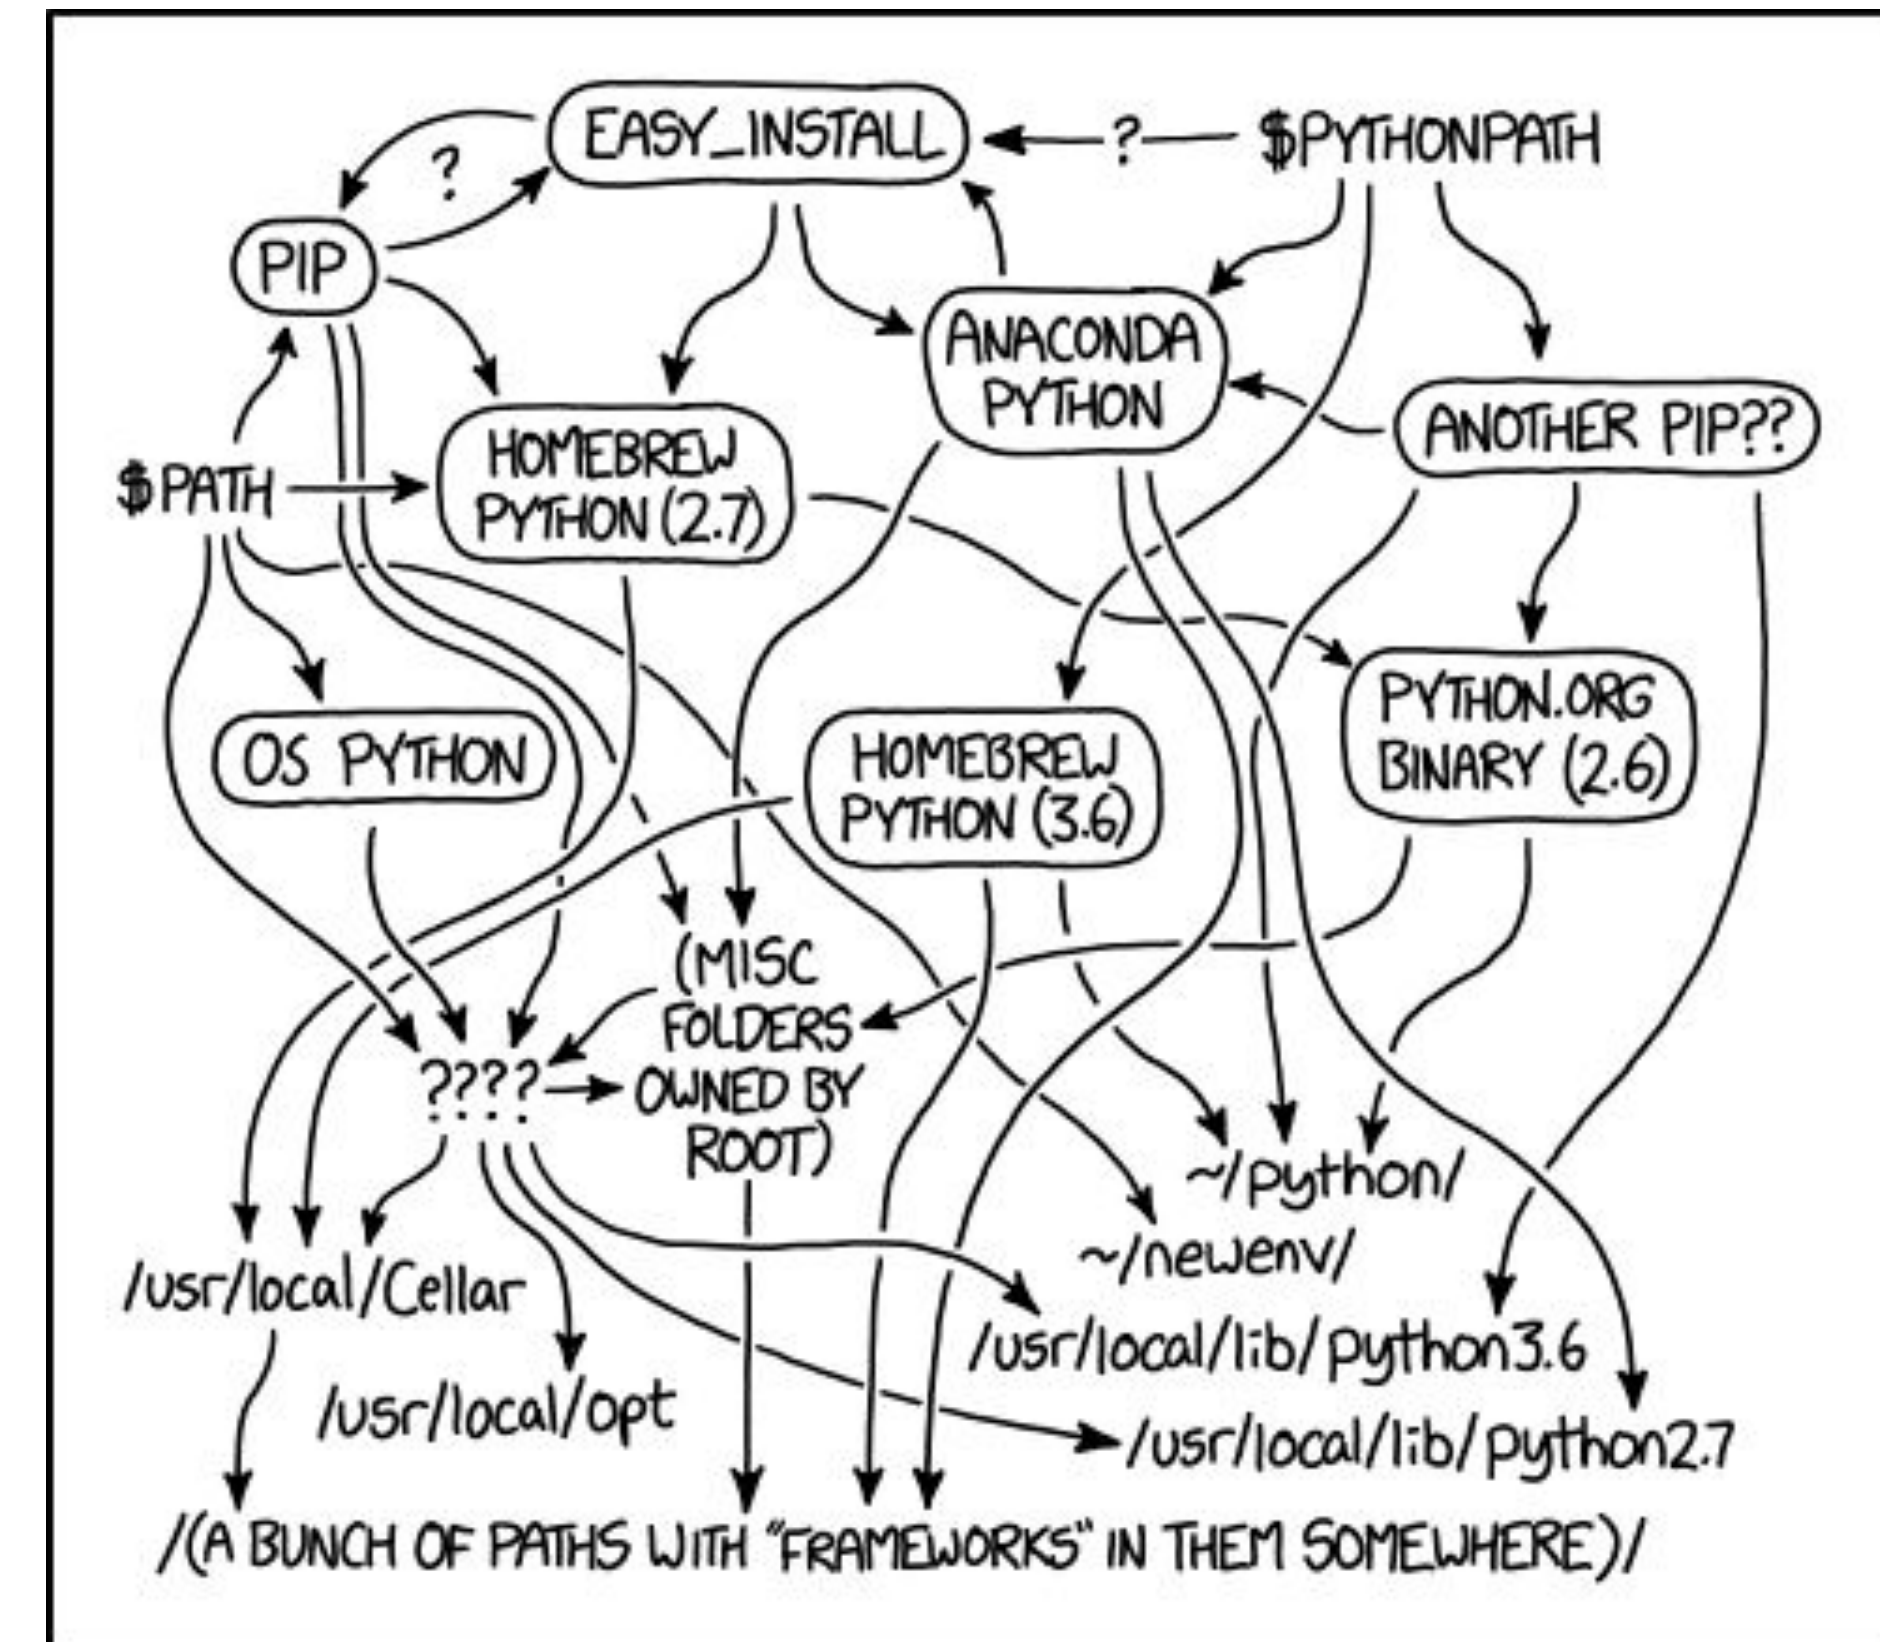 EASY_INSTALL
?
$PYTHONPATH
?
PIP
ANACONDA
PYTHON
ANOTHER PIP??
HOMEBREW
PYTHON (2.7)
$PATH
PYTHON.ORG
BINARY (2.6)
OS PYTHON
HOMEBREW
PYTHON (3.6)
(MISC
FOLDERS
OWNED BY
ROOT)
????
~/python/
~/newenv/
/usr/local/Cellar
/usr/local/lib/python3.6
/usr/local/opt
/usr/local/lib/python2.7
/(A BUNCH OF PATHS WITH "FRAMEWORKS" IN THEM SOMEWHERE)/